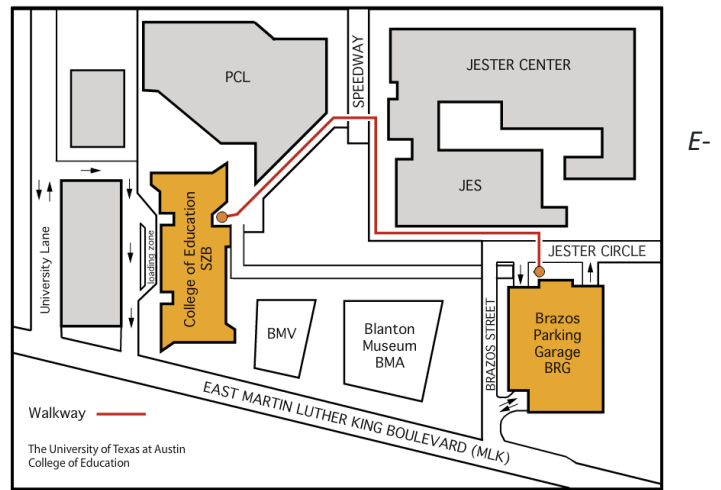 PCL
SPEEDWAY
JESTER CENTER
E-
JES
University Lane
loading zone
College of Education
SZB
JESTER CIRCLE
BMV
Blanton
Museum
BMA
BRAZOS STREET
Brazos
Parking
Garage
BRG
EAST MARTIN LUTHER KING BOULEVARD (MLK)
Walkway
The University of Texas at Austin
College of Education